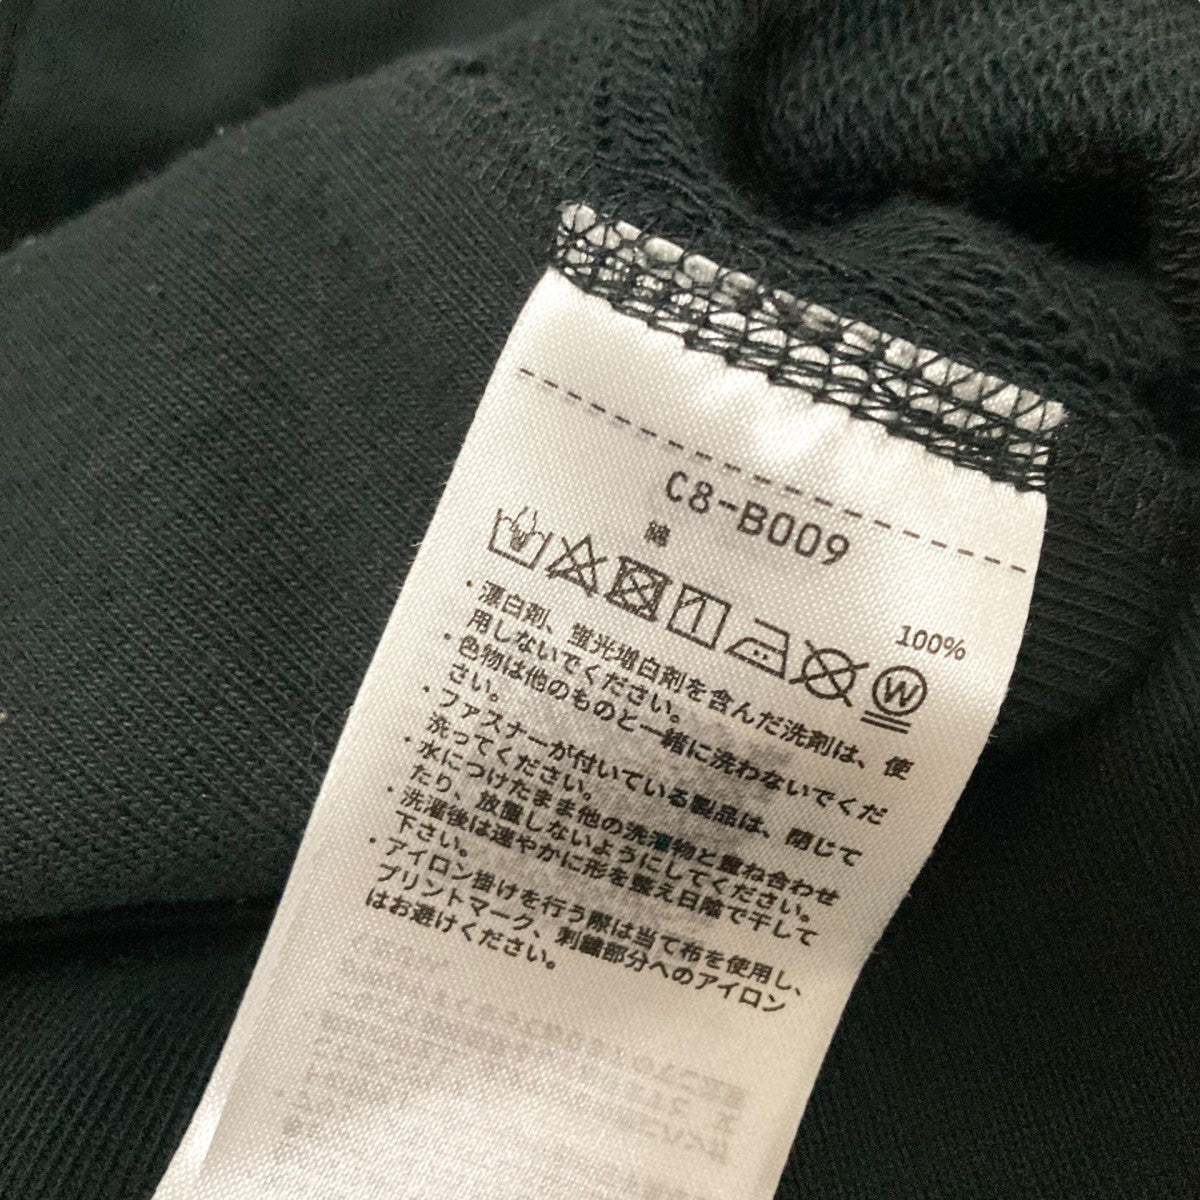 C8-B009
綿 100%
W
・漂白剤、蛍光増白剤を含んだ洗剤は、使
用しないでください。
・色物は他のものと一緒に洗わないでくだ
さい。
・ファスナーが付いている製品は、閉じて
洗ってください。
・水につけたまま他の洗濯物と重ね合わせ
たり、放置しないようにしてください。
・洗濯後は速やかに形を整え日陰で干して
下さい。
・アイロン掛けを行う際は当て布を使用し、
プリントマーク、刺繍部分へのアイロン
はお避けください。